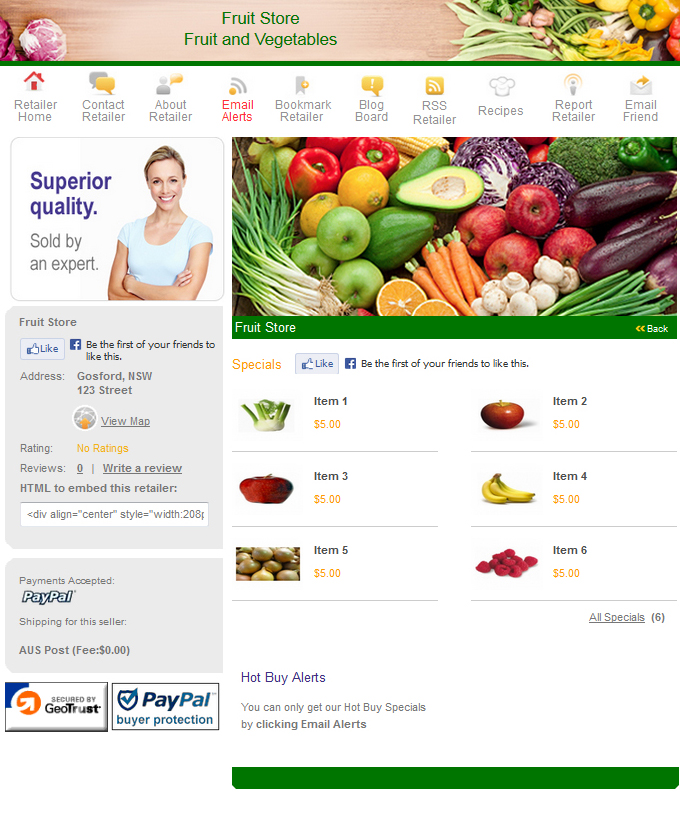 Fruit Store
Fruit and Vegetables
Retailer Home
Contact Retailer
About Retailer
Email Alerts
Bookmark Retailer
Blog Board
RSS Retailer
Recipes
Report Retailer
Email Friend
Superior
quality.
Sold by
an expert.
Fruit Store
Like
Be the first of your friends to
like this.
Address: Gosford, NSW
123 Street
View Map
Rating: No Ratings
Reviews: 0 | Write a review
HTML to embed this retailer:
<div align="center" style="width:208p
Payments Accepted:
PayPal
Shipping for this seller:
AUS Post (Fee:$0.00)
SECURED BY
GeoTrust
PayPal
buyer protection
Fruit Store
Back
Specials
Like
Be the first of your friends to like this.
Item 1
$5.00
Item 2
$5.00
Item 3
$5.00
Item 4
$5.00
Item 5
$5.00
Item 6
$5.00
All Specials (6)
Hot Buy Alerts
You can only get our Hot Buy Specials
by clicking Email Alerts